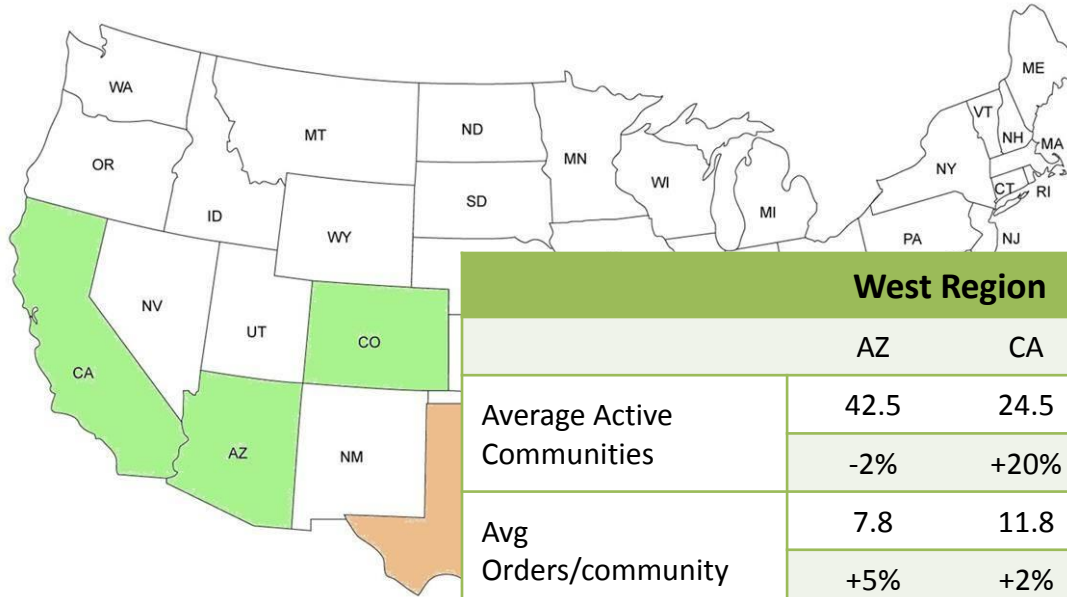 ME
WA
VT
MT
ND
NH
MA
OR
MN
NY
WI
CT
RI
SD
MI
ID
WY
PA
NJ
NV
UT
CO
CA
AZ
NM
West Region
AZ CA
Average Active
Communities
42.5 24.5
-2% +20%
Avg
Orders/community
7.8 11.8
+5% +2%